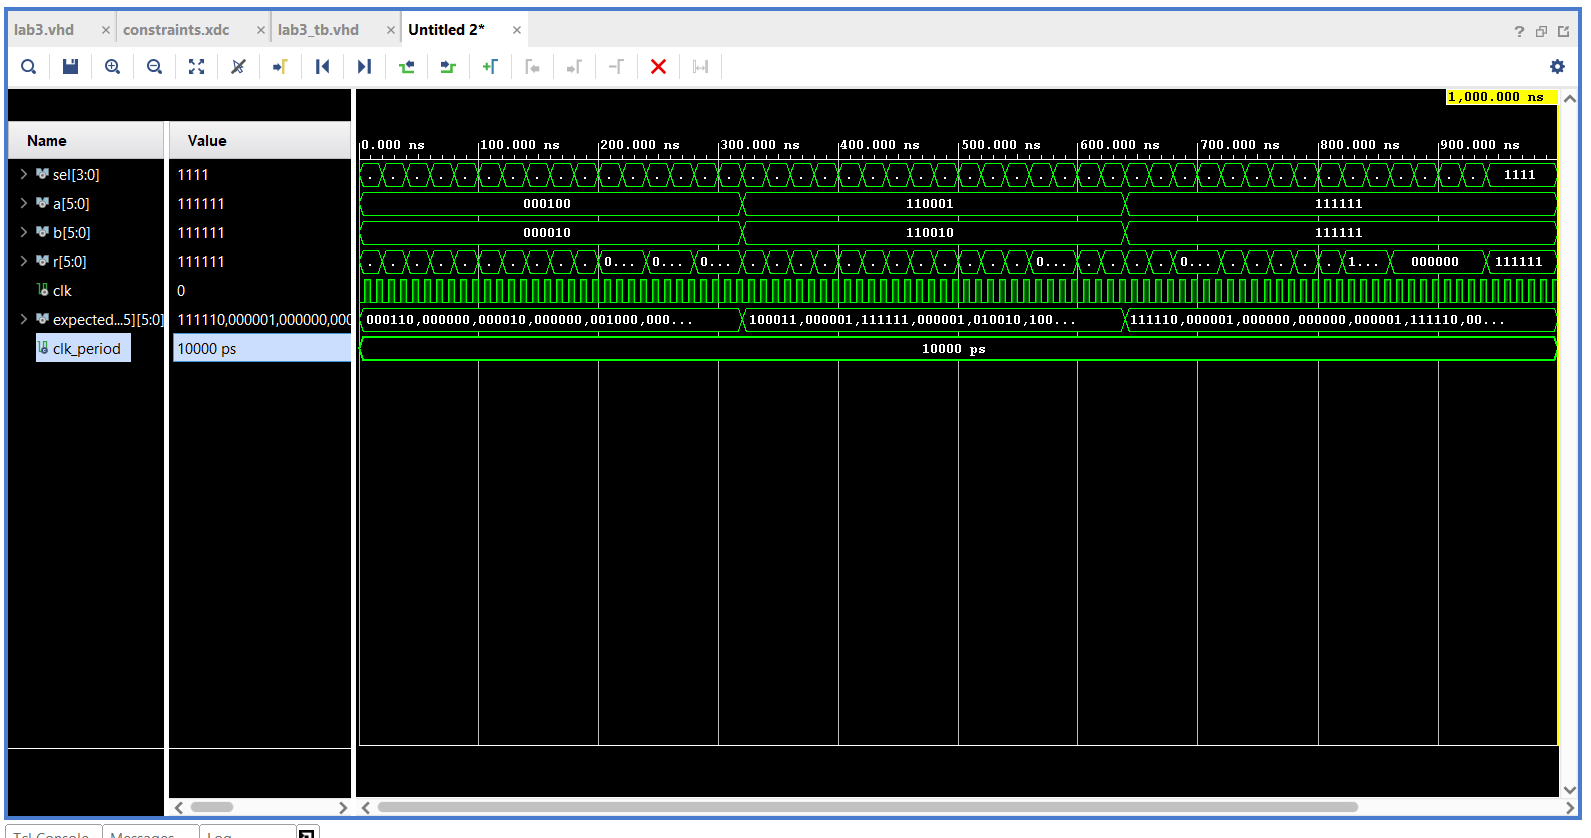 lab3.vhd × constraints.xdc × lab3_tb.vhd × Untitled 2* × ?
1,000.000 ns
Name Value
0.000 ns 100.000 ns 200.000 ns 300.000 ns 400.000 ns 500.000 ns 600.000 ns 700.000 ns 800.000 ns 900.000 ns
sel[3:0] 1111 1111
a[5:0] 111111 000100 110001 111111
b[5:0] 111111 000010 110010 111111
r[5:0] 111111 0... 0... 0... 0... 0... 1... 000000 111111
clk 0
expected...5][5:0] 111110,000001,000000,000 000110,000000,000010,000000,001000,000... 100011,000001,111111,000001,010010,100... 111110,000001,000000,000000,000001,111110,00...
clk_period 10000 ps 10000 ps
Tcl Console Messages Log